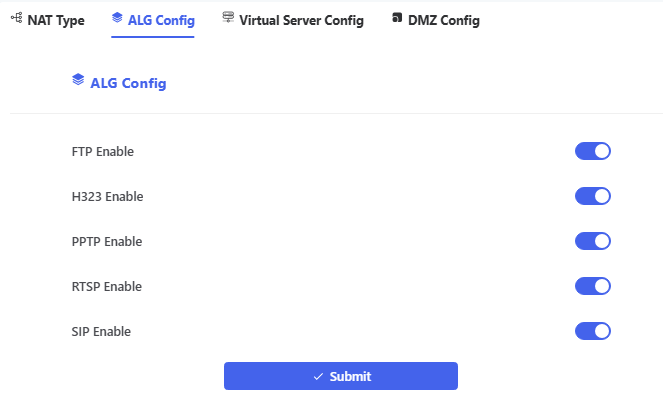 NAT Type ALG Config Virtual Server Config DMZ Config
ALG Config
FTP Enable
H323 Enable
PPTP Enable
RTSP Enable
SIP Enable
Submit